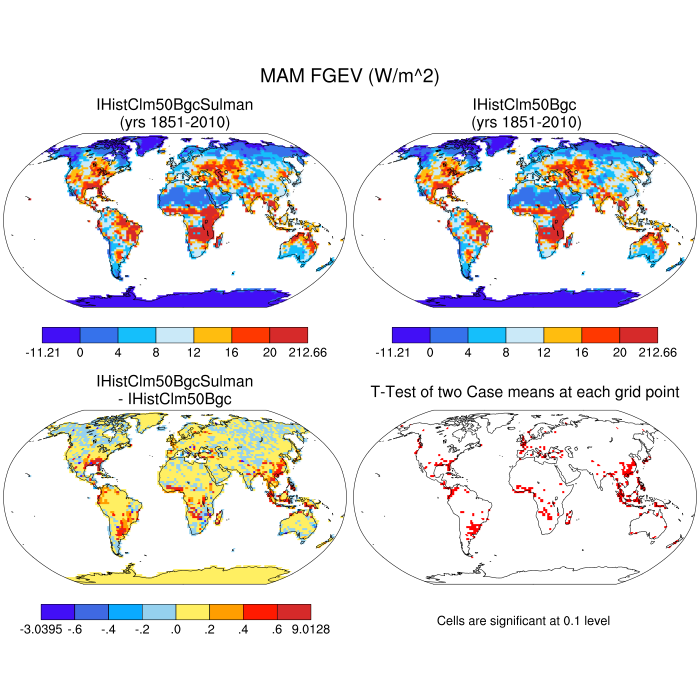 MAM FGEV (W/m^2)
IHistClm50BgcSulman
(yrs 1851-2010)
IHistClm50Bgc
(yrs 1851-2010)
-11.21 0 4 8 12 16 20 212.66
-11.21 0 4 8 12 16 20 212.66
IHistClm50BgcSulman
- IHistClm50Bgc
T-Test of two Case means at each grid point
-3.0395 -.6 -.4 -.2 .0 .2 .4 .6 9.0128
Cells are significant at 0.1 level